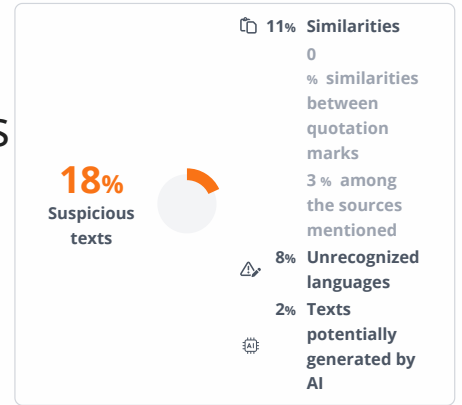 s
18%
Suspicious
texts
11% Similarities
0
% similarities
between
quotation
marks
3 % among
the sources
mentioned
8% Unrecognized
languages
2% Texts
potentially
generated by
AI
AI